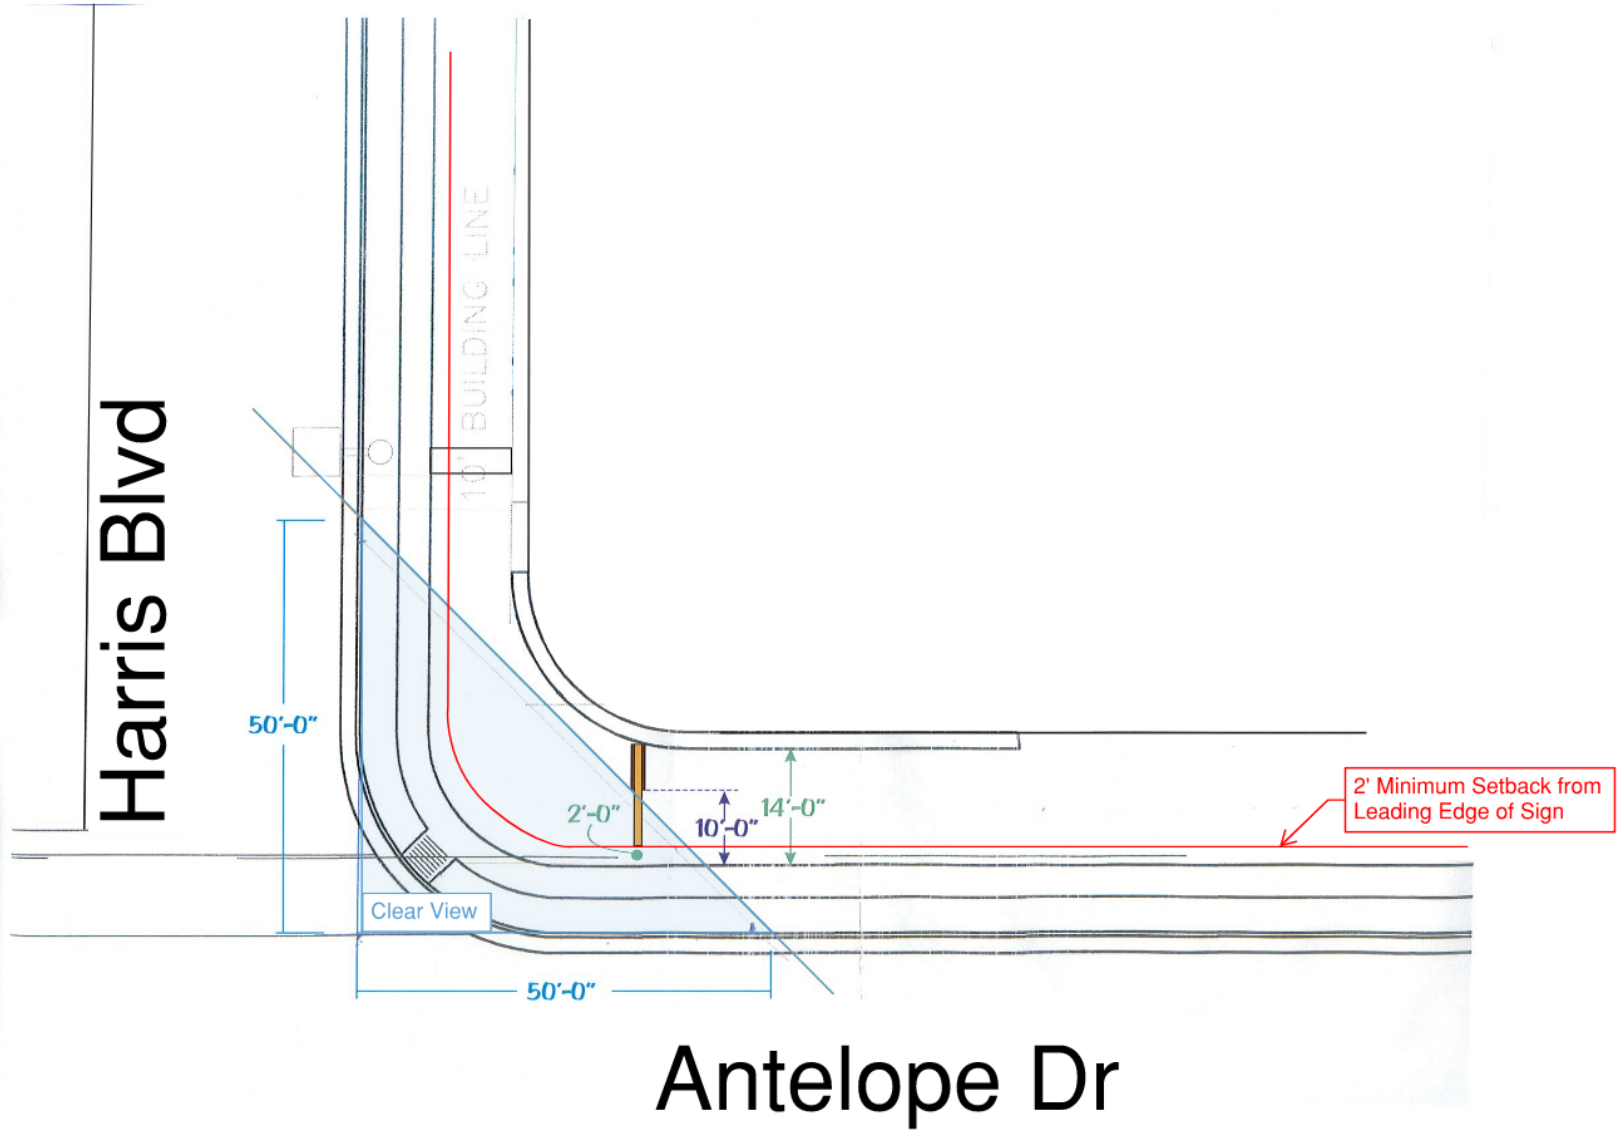 10' BUILDING LINE
Harris Blvd
50'-0"
2'-0"
10'-0"
14'-0"
2' Minimum Setback from
Leading Edge of Sign
Clear View
50'-0"
Antelope Dr